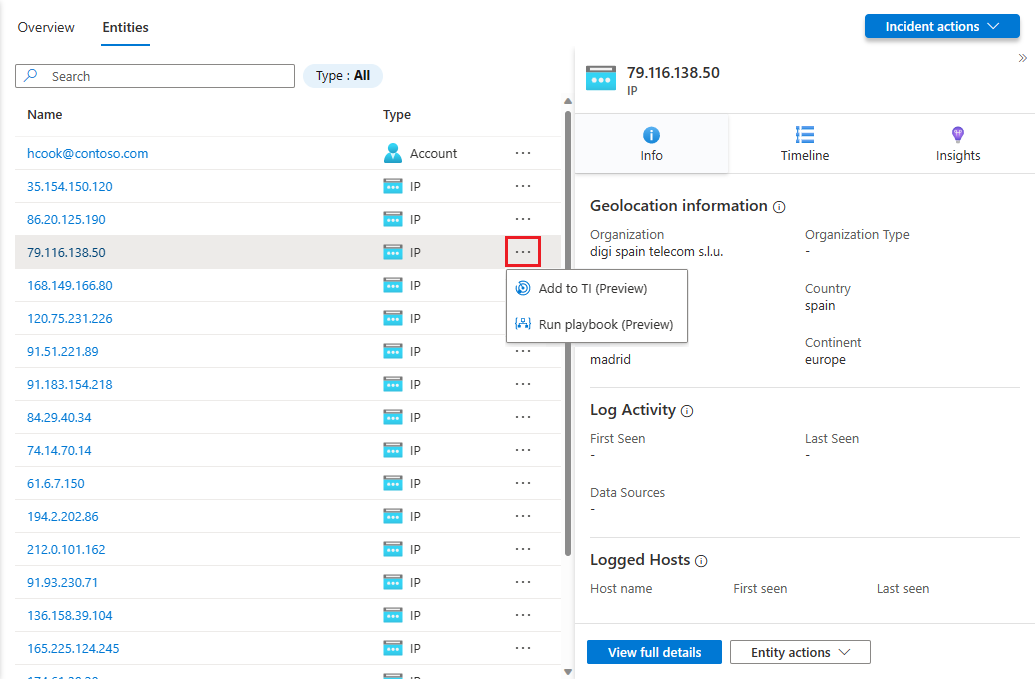 Overview Entities
Incident actions
Search
Type : All
Name Type
hcook@contoso.com Account ...
35.154.150.120 IP ...
86.20.125.190 IP ...
79.116.138.50 IP ...
168.149.166.80 IP
120.75.231.226 IP
91.51.221.89 IP ...
91.183.154.218 IP ...
84.29.40.34 IP ...
74.14.70.14 IP ...
61.6.7.150 IP ...
194.2.202.86 IP ...
212.0.101.162 IP ...
91.93.230.71 IP ...
136.158.39.104 IP ...
165.225.124.245 IP ...
Add to TI (Preview)
Run playbook (Preview)
79.116.138.50
IP
Info Timeline Insights
Geolocation information
Organization Organization Type
digi spain telecom s.l.u. -
Country
spain
Continent
madrid europe
Log Activity
First Seen Last Seen
- -
Data Sources
-
Logged Hosts
Host name First seen Last seen
View full details Entity actions